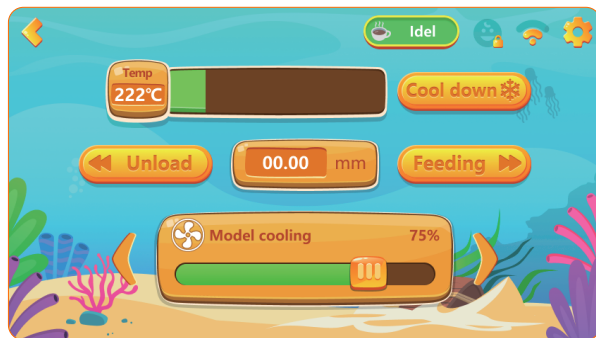 Idel
Temp
222℃
Cool down
Unload
00.00 mm
Feeding
Model cooling 75%